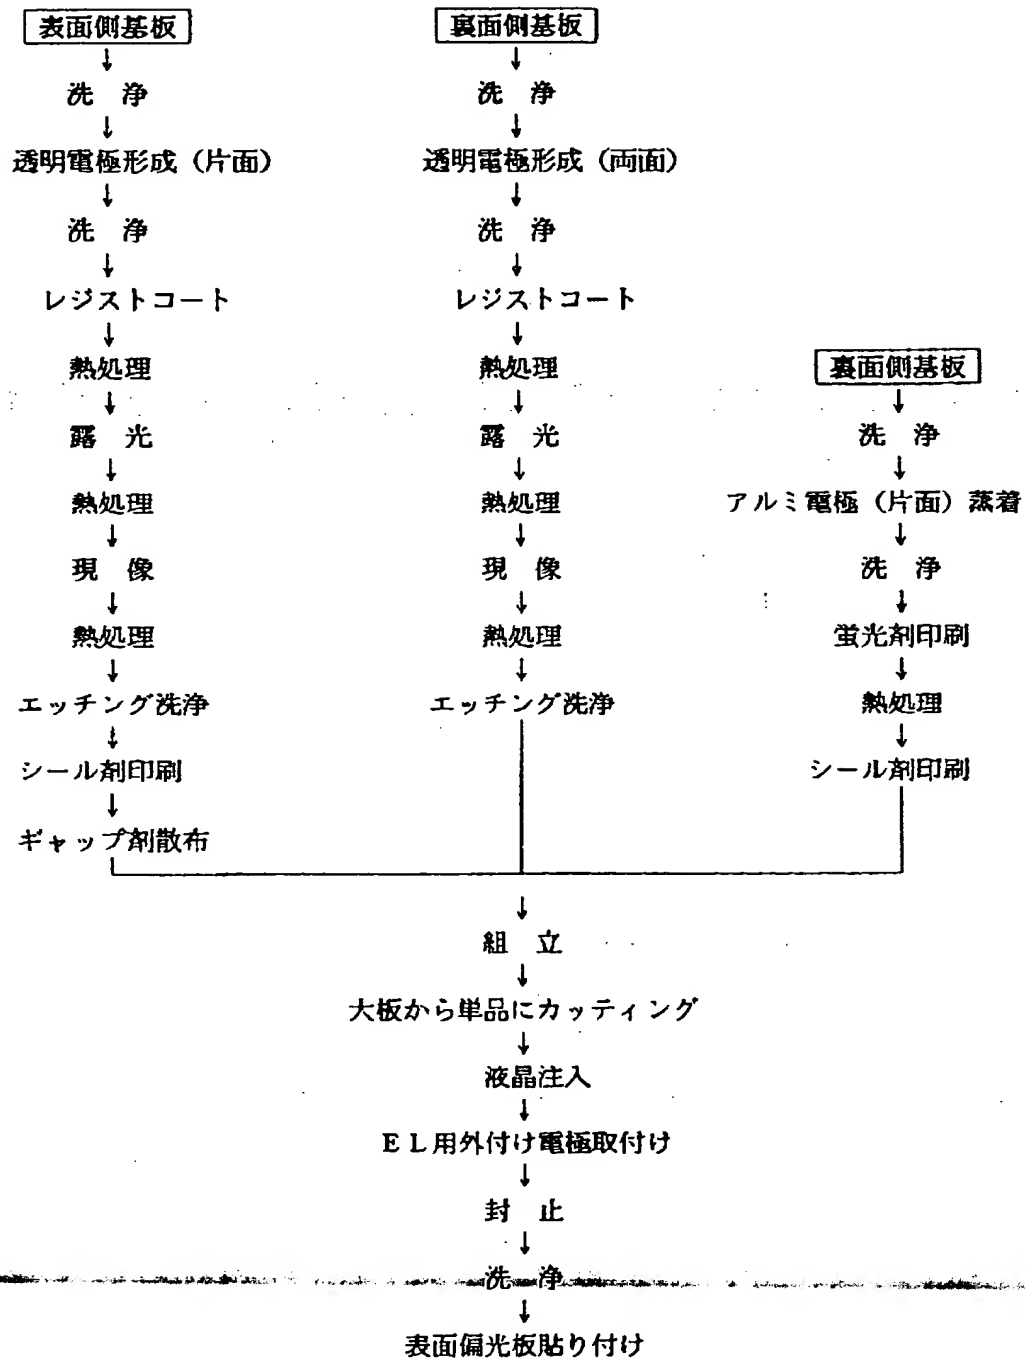 表面側基板
洗 浄
透明電極形成（片面）
洗 浄
レジストコート
熱処理
露 光
熱処理
現 像
熱処理
エッチング洗浄
シール剤印刷
ギャップ剤散布
裏面側基板
洗 浄
透明電極形成（両面）
洗 浄
レジストコート
熱処理
露 光
熱処理
現 像
熱処理
エッチング洗浄
裏面側基板
洗 浄
アルミ電極（片面）蒸着
洗 浄
蛍光剤印刷
熱処理
シール剤印刷
組 立
大板から単品にカッティング
液晶注入
ＥＬ用外付け電極取付け
封 止
洗 浄
表面偏光板貼り付け